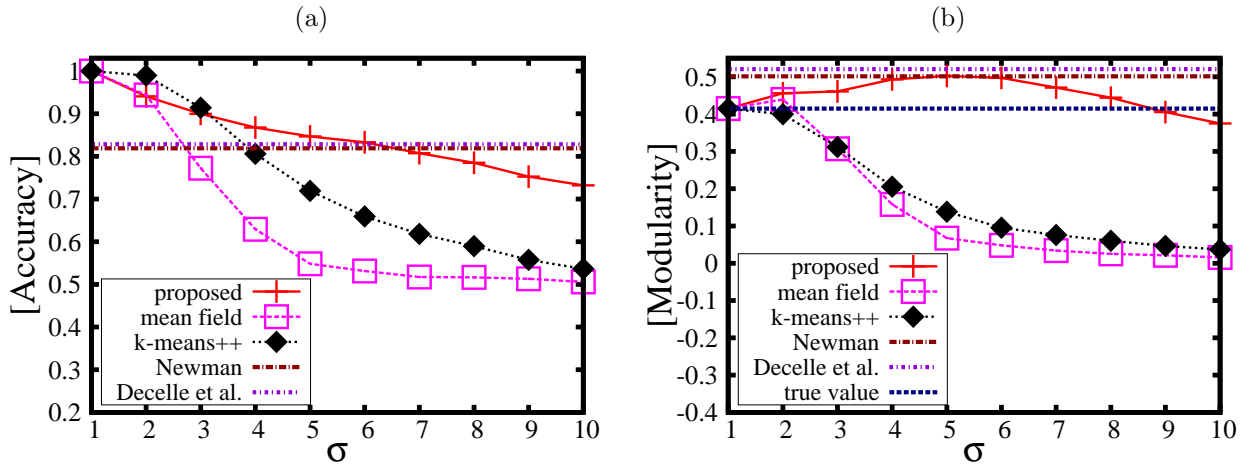 (a)
[Accuracy]
1
0.9
0.8
0.7
0.6
0.5
0.4
0.3
0.2
proposed
mean field
k-means++
Newman
Decelle et al.
1 2 3 4 5 6 7 8 9 10
σ
(b)
[Modularity]
0.5
0.4
0.3
0.2
0.1
0
-0.1
-0.2
-0.3
-0.4
proposed
mean field
k-means++
Newman
Decelle et al.
true value
1 2 3 4 5 6 7 8 9 10
σ